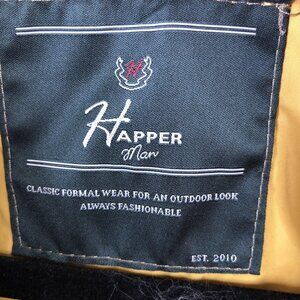 H
HAPPER
Man
CLASSIC FORMAL WEAR FOR AN OUTDOOR LOOK
ALWAYS FASHIONABLE
EST. 2010